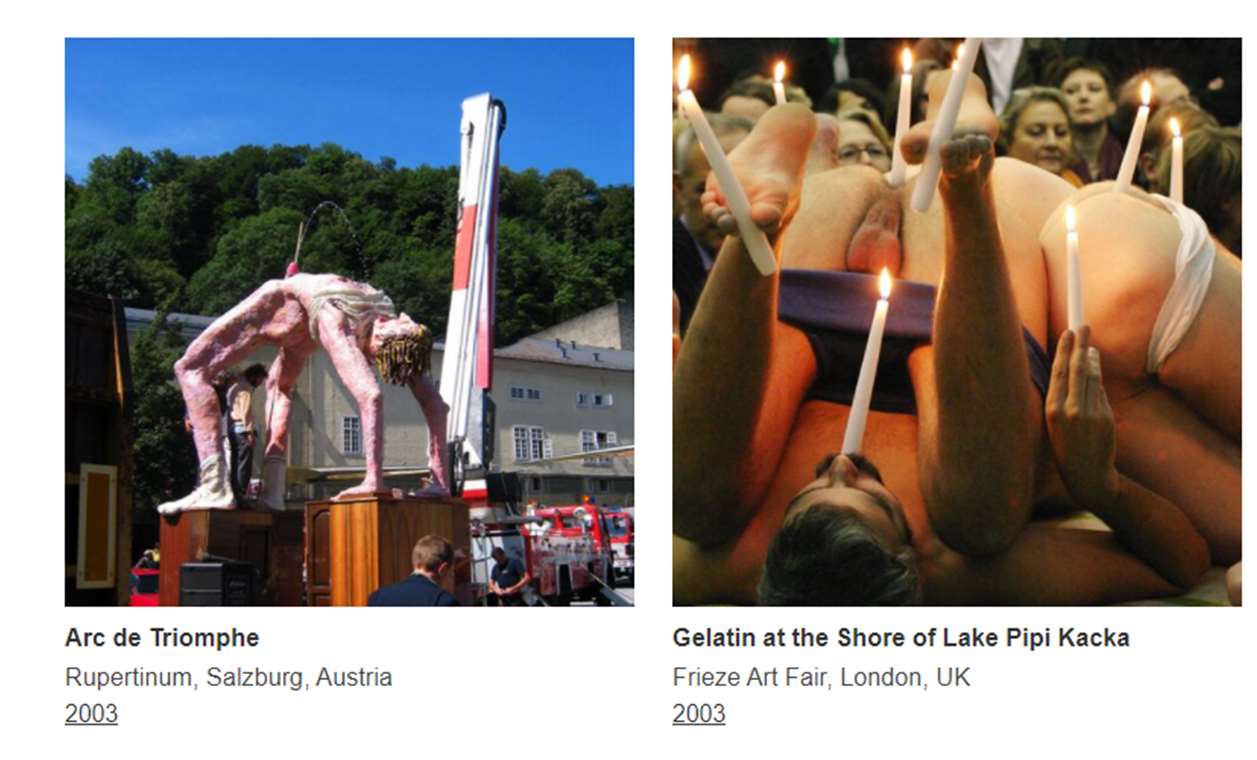 Arc de Triomphe
Rupertinum, Salzburg, Austria
2003
Gelatin at the Shore of Lake Pipi Kacka
Frieze Art Fair, London, UK
2003